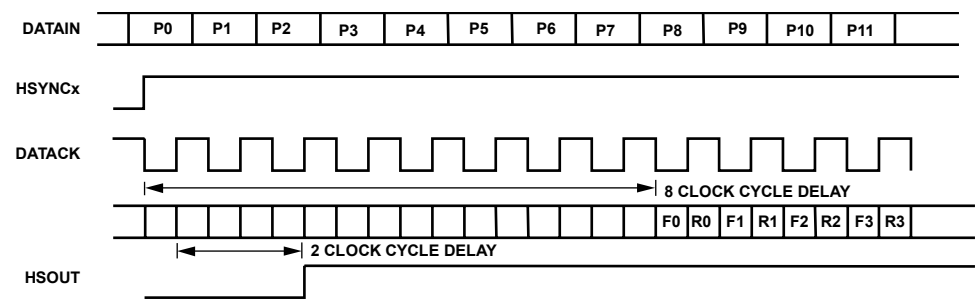 DATAIN P0 P1 P2 P3 P4 P5 P6 P7 P8 P9 P10 P11
HSYNCx
DATACK
8 CLOCK CYCLE DELAY
F0 R0 F1 R1 F2 R2 F3 R3
2 CLOCK CYCLE DELAY
HSOUT